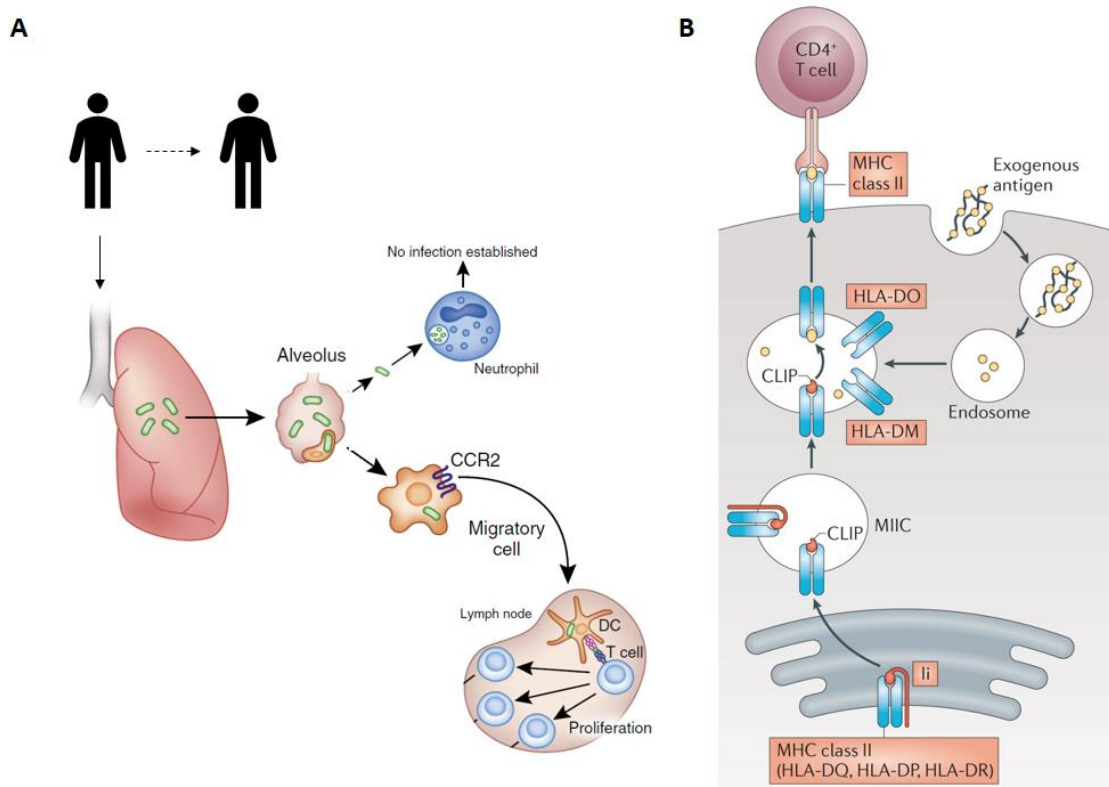 A
No infection established
Alveolus
Neutrophil
CCR2
Migratory
cell
Lymph node
DC
T cell
Proliferation
B
CD4+
T cell
MHC
class II
Exogenous
antigen
HLA-DO
CLIP
Endosome
HLA-DM
MIIC
CLIP
Ii
MHC class II
(HLA-DQ, HLA-DP, HLA-DR)